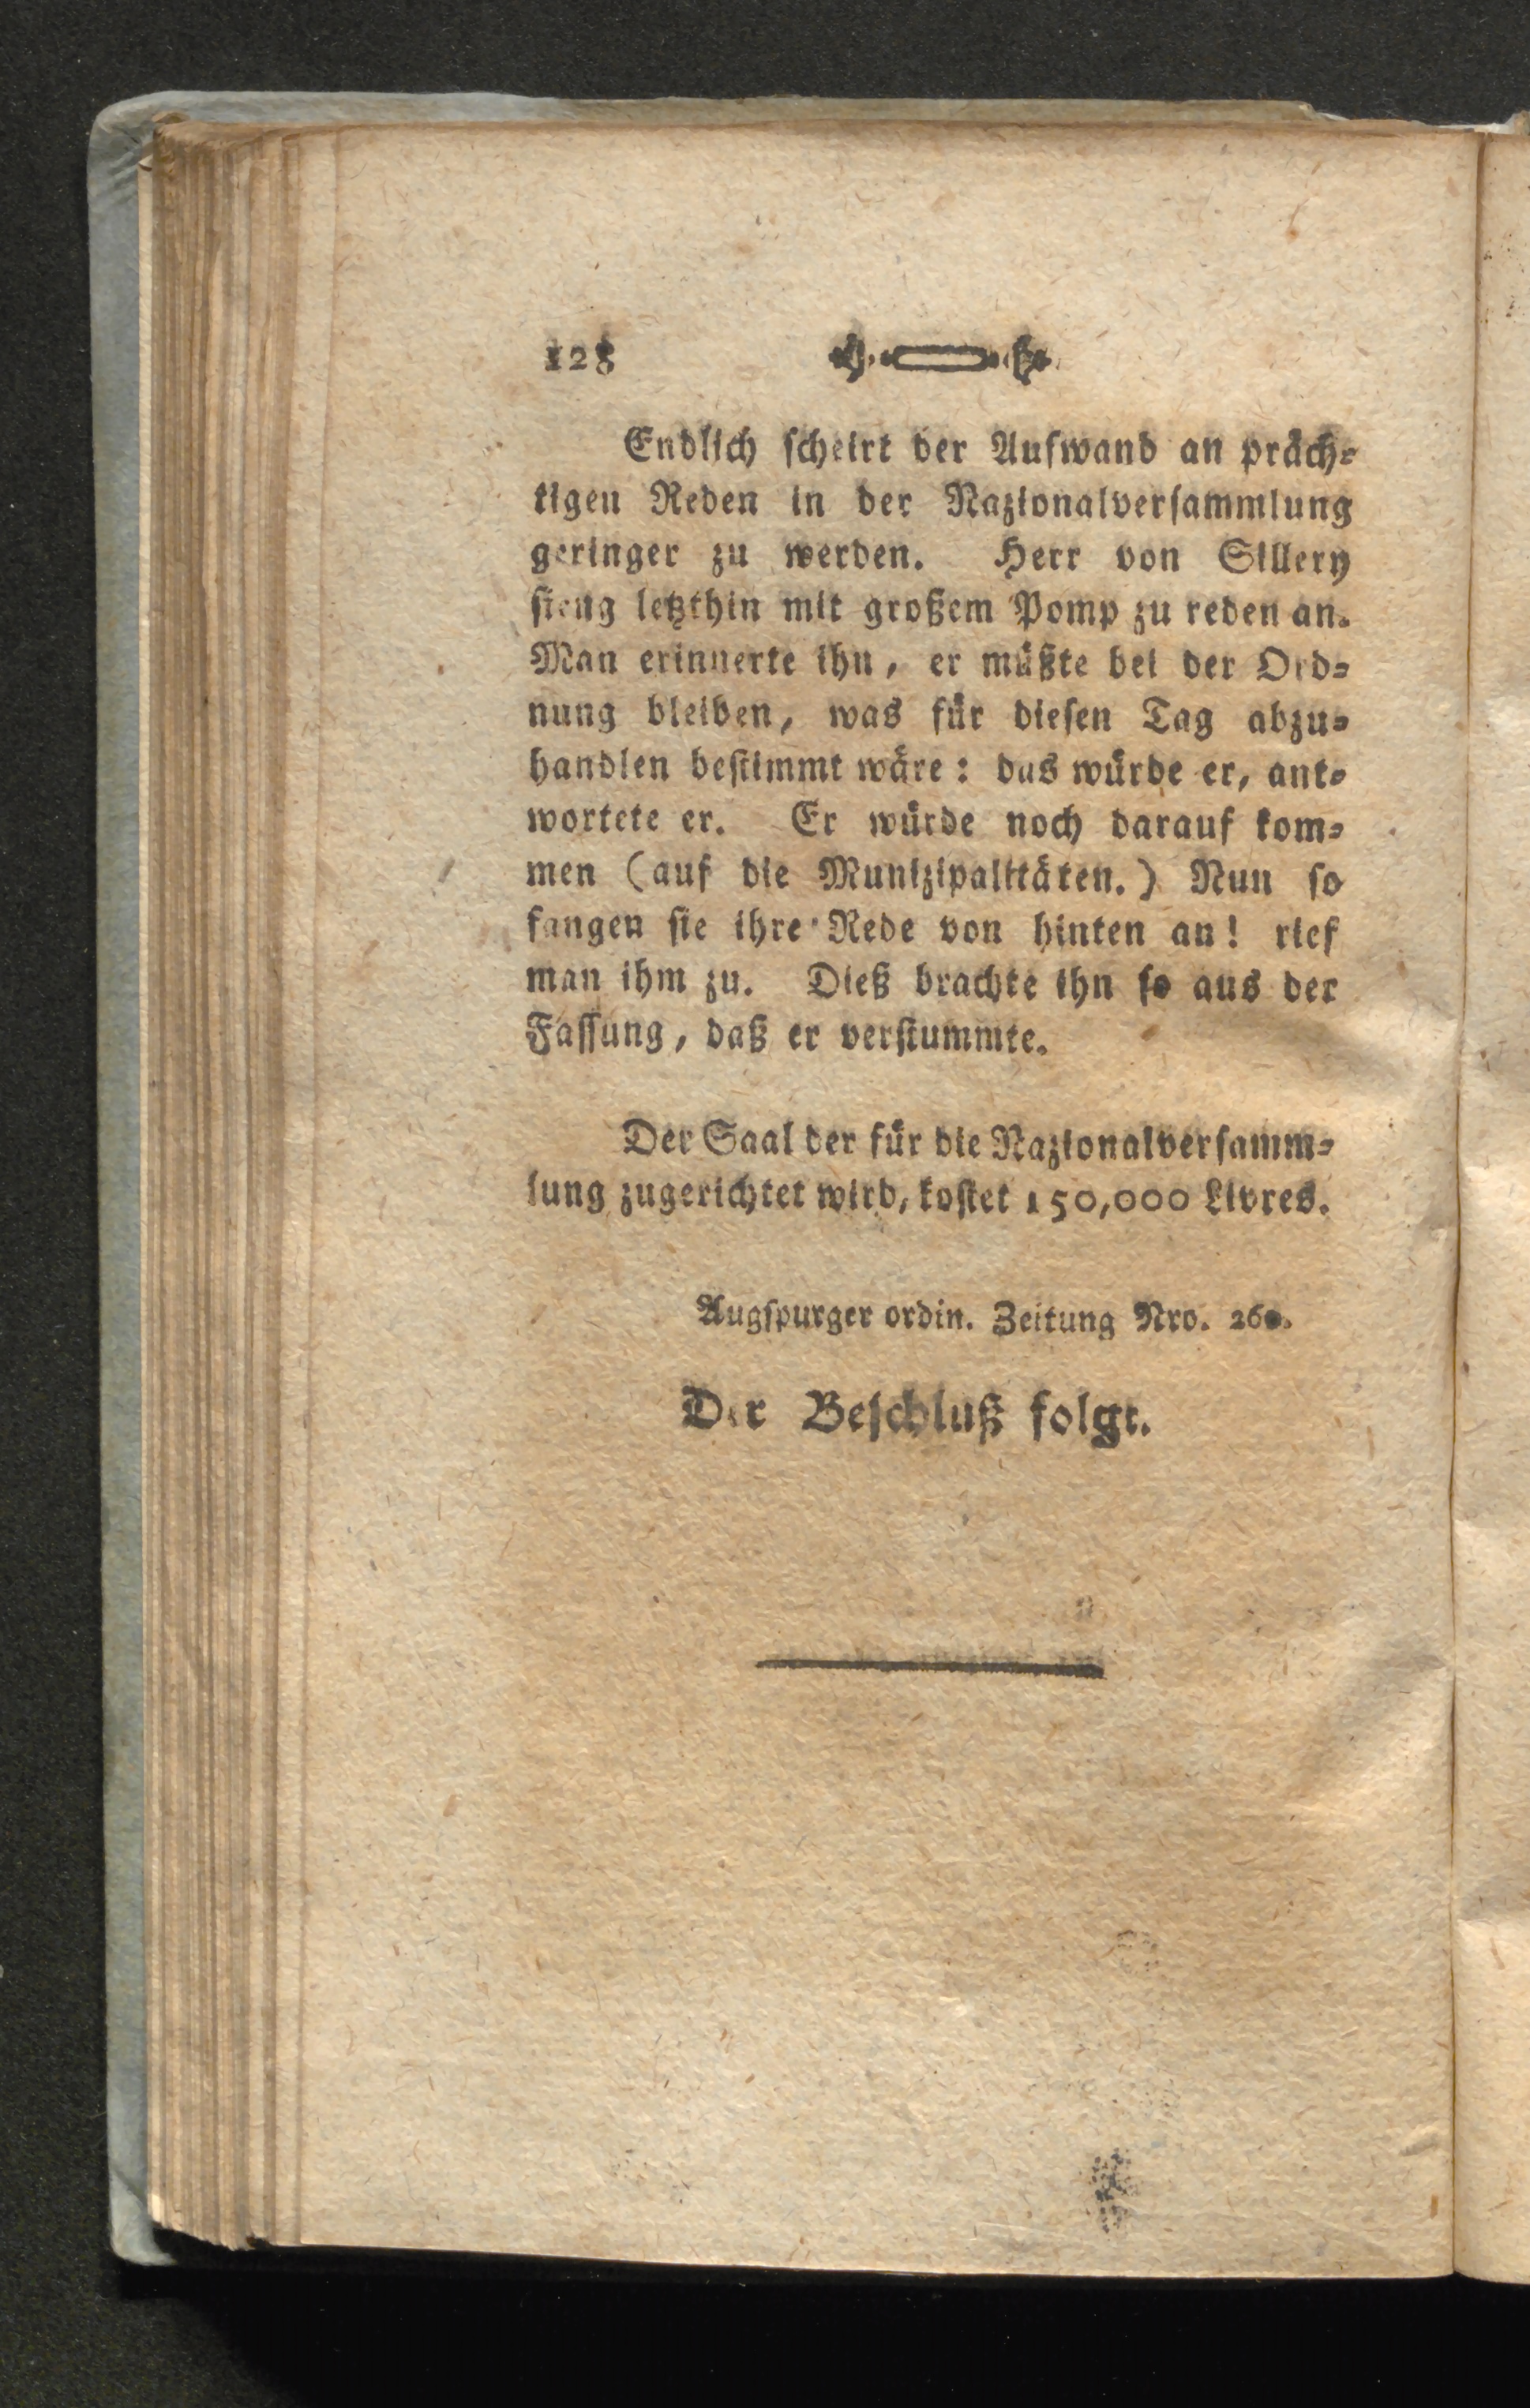 128
Endlich scheint der Aufwand an präch-
tigen Reden in der Nazionalversammlung
geringer zu werden. Herr von Sillery
fieng letzthin mit großem Pomp zu reden an.
Man erinnerte ihn, er müßte bei der Ord-
nung bleiben, was für diesen Tag abzu-
handlen bestimmt wäre: das würde er, ant-
wortete er. Er würde noch darauf kom-
men (auf die Munizipalitäten.) Nun so
fangen sie ihre Rede von hinten an! rief
man ihm zu. Dieß brachte ihn so aus der
Fassung, daß er verstummte.
Der Saal der für die Nazionalversamm-
lung zugerichtet wird, kostet 150,000 Livres.
Augspurger ordin. Zeitung Nro. 260.
Der Beschluß folgt.